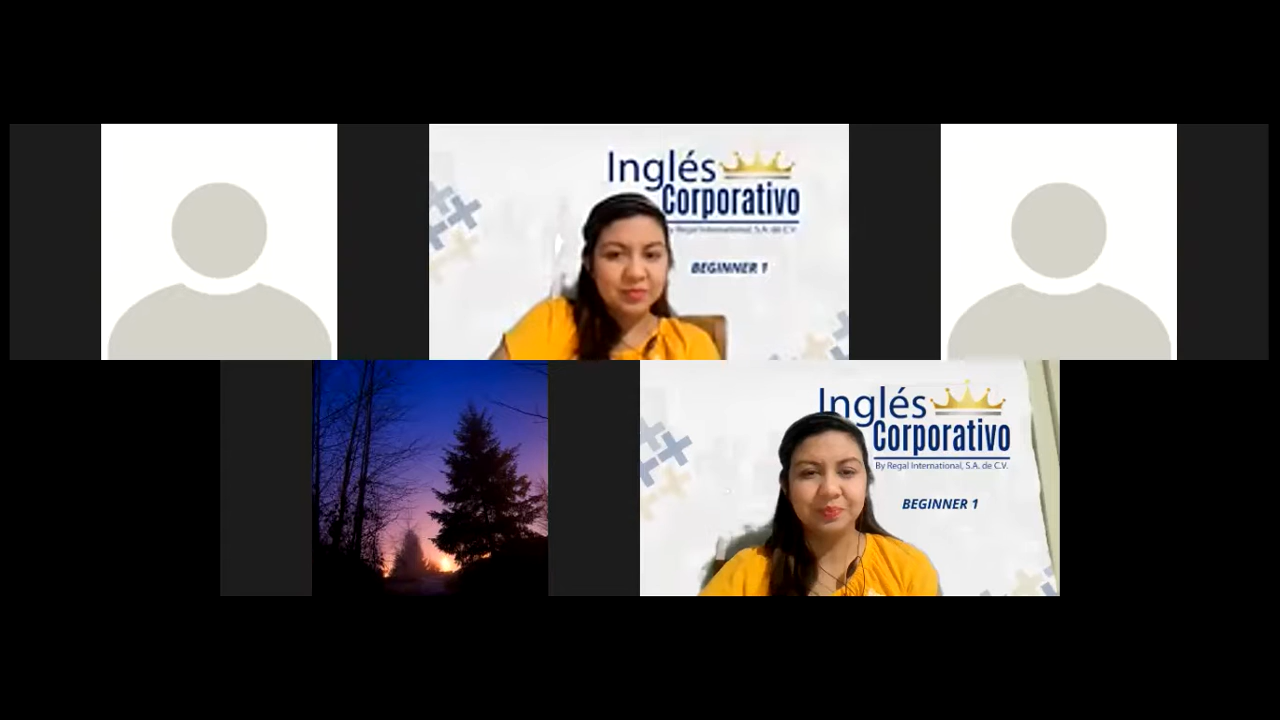 Inglés
Corporativo
by Regal International, S.A. de C.V.
BEGINNER 1
Inglés
Corporativo
By Regal International, S.A. de C.V.
BEGINNER 1